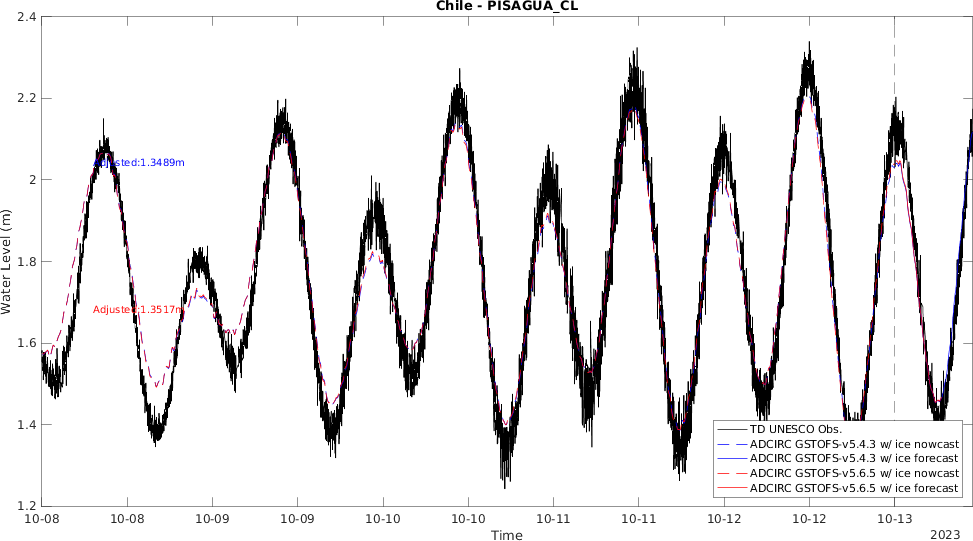 Chile - PISAGUA_CL
2.4
2.2
2
1.8
1.6
1.4
1.2
Water Level (m)
Adjusted:1.3489m
Adjusted:1.3517m
TD UNESCO Obs.
ADCIRC GSTOFS-v5.4.3 w/ ice nowcast
ADCIRC GSTOFS-v5.4.3 w/ ice forecast
ADCIRC GSTOFS-v5.6.5 w/ ice nowcast
ADCIRC GSTOFS-v5.6.5 w/ ice forecast
10-08 10-08 10-09 10-09 10-10 10-10 10-11 10-11 10-12 10-12 10-13
Time
2023